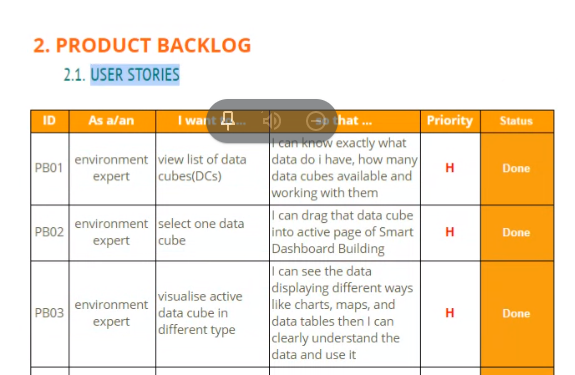 2. PRODUCT BACKLOG
2.1. USER STORIES
ID As a/an I want ... that ... Priority Status
PB01
environment
expert
view list of data
cubes(DCs)
I can know exactly what
data do i have, how many
data cubes available and
working with them
H
Done
PB02
environment
expert
select one data
cube
I can drag that data cube
into active page of Smart
Dashboard Building
H
Done
PB03
environment
expert
visualise active
data cube in
different type
I can see the data
displaying different ways
like charts, maps, and
data tables then I can
clearly understand the
data and use it
H
Done